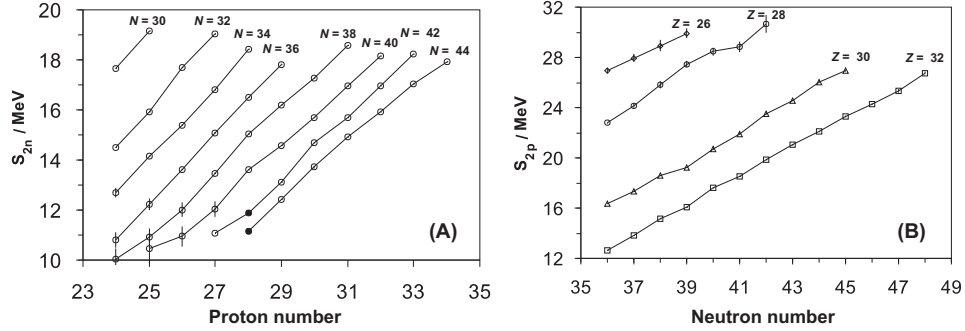 20
18
16
14
12
10
S2n / MeV
N = 30
N = 32
N = 34
N = 36
N = 38
N = 40
N = 42
N = 44
(A)
23 25 27 29 31 33 35
Proton number
32
28
24
20
16
12
S2p / MeV
Z = 26
Z = 28
Z = 30
Z = 32
(B)
35 37 39 41 43 45 47 49
Neutron number